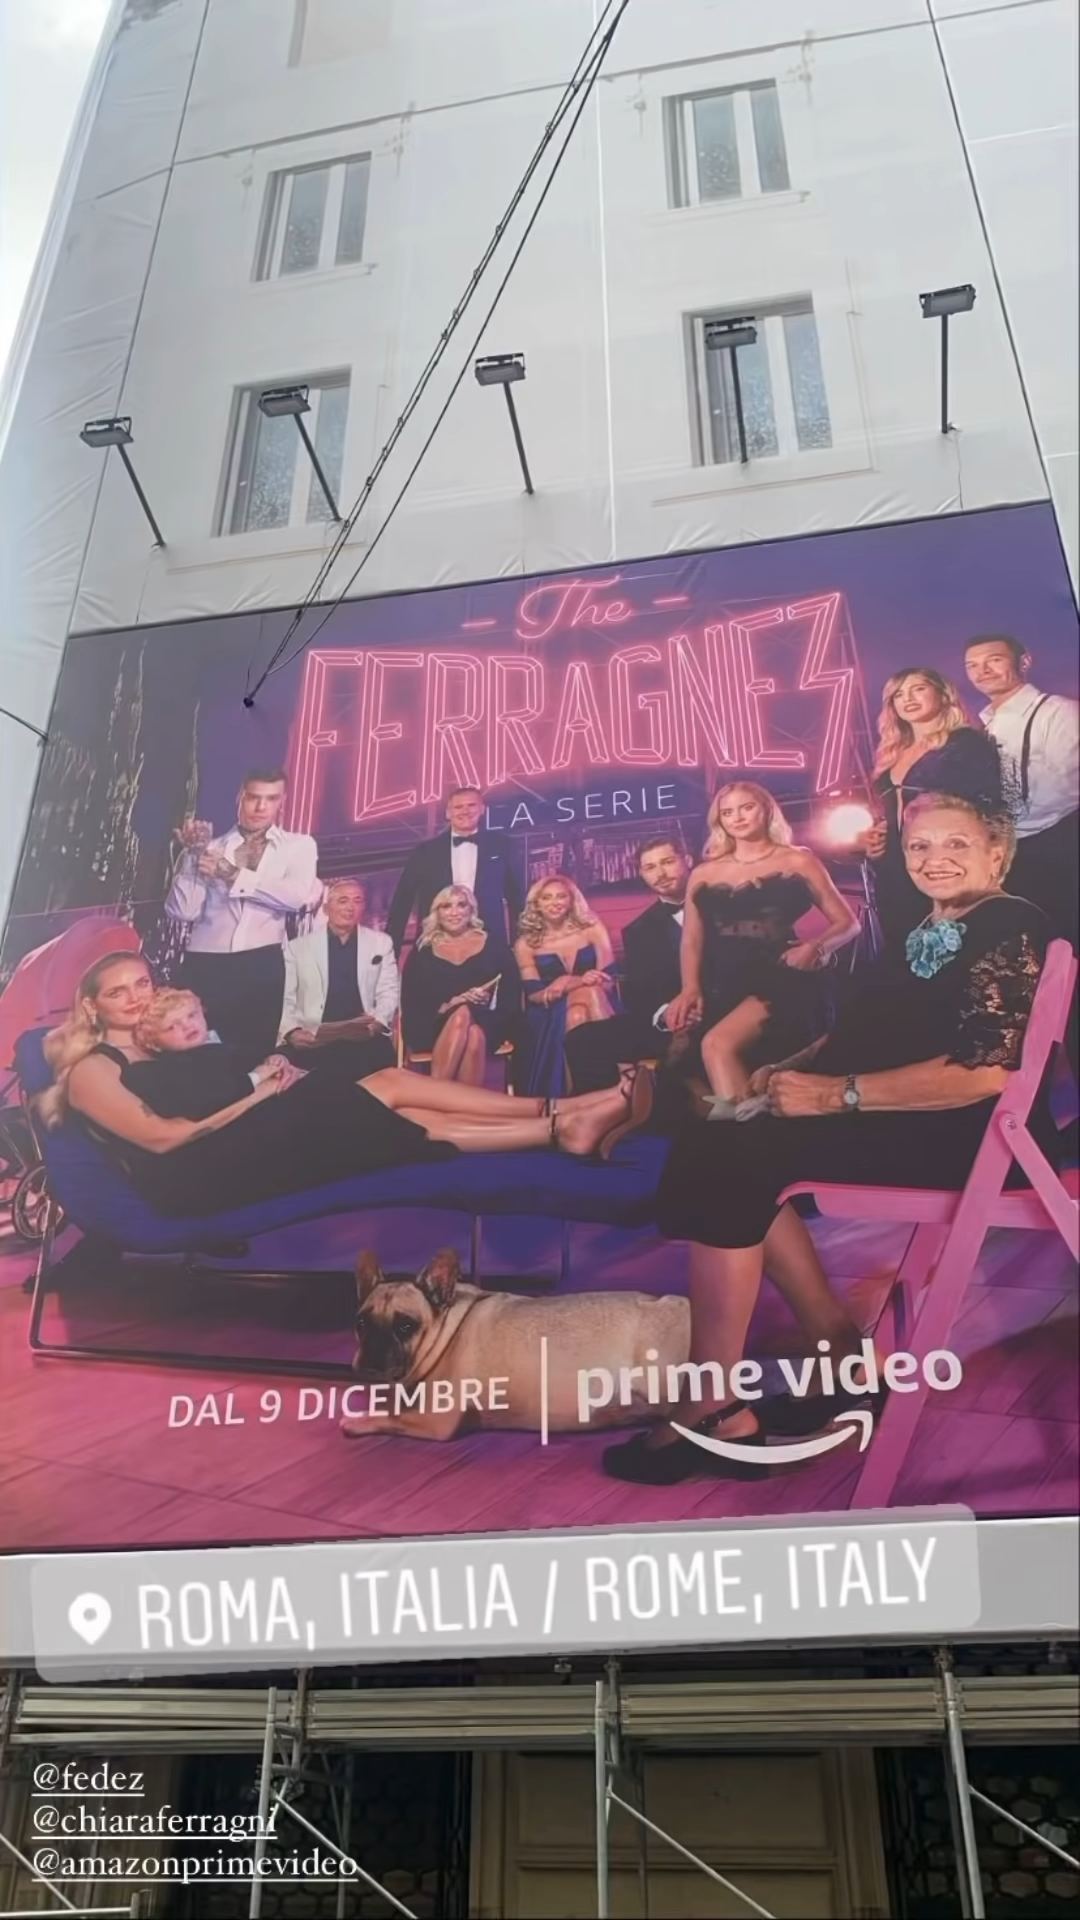 The
FERRAGNEZ
LA SERIE
DAL 9 DICEMBRE
prime video
ROMA, ITALIA / ROME, ITALY
@fedez
@chiaraferragni
@amazonprimevideo